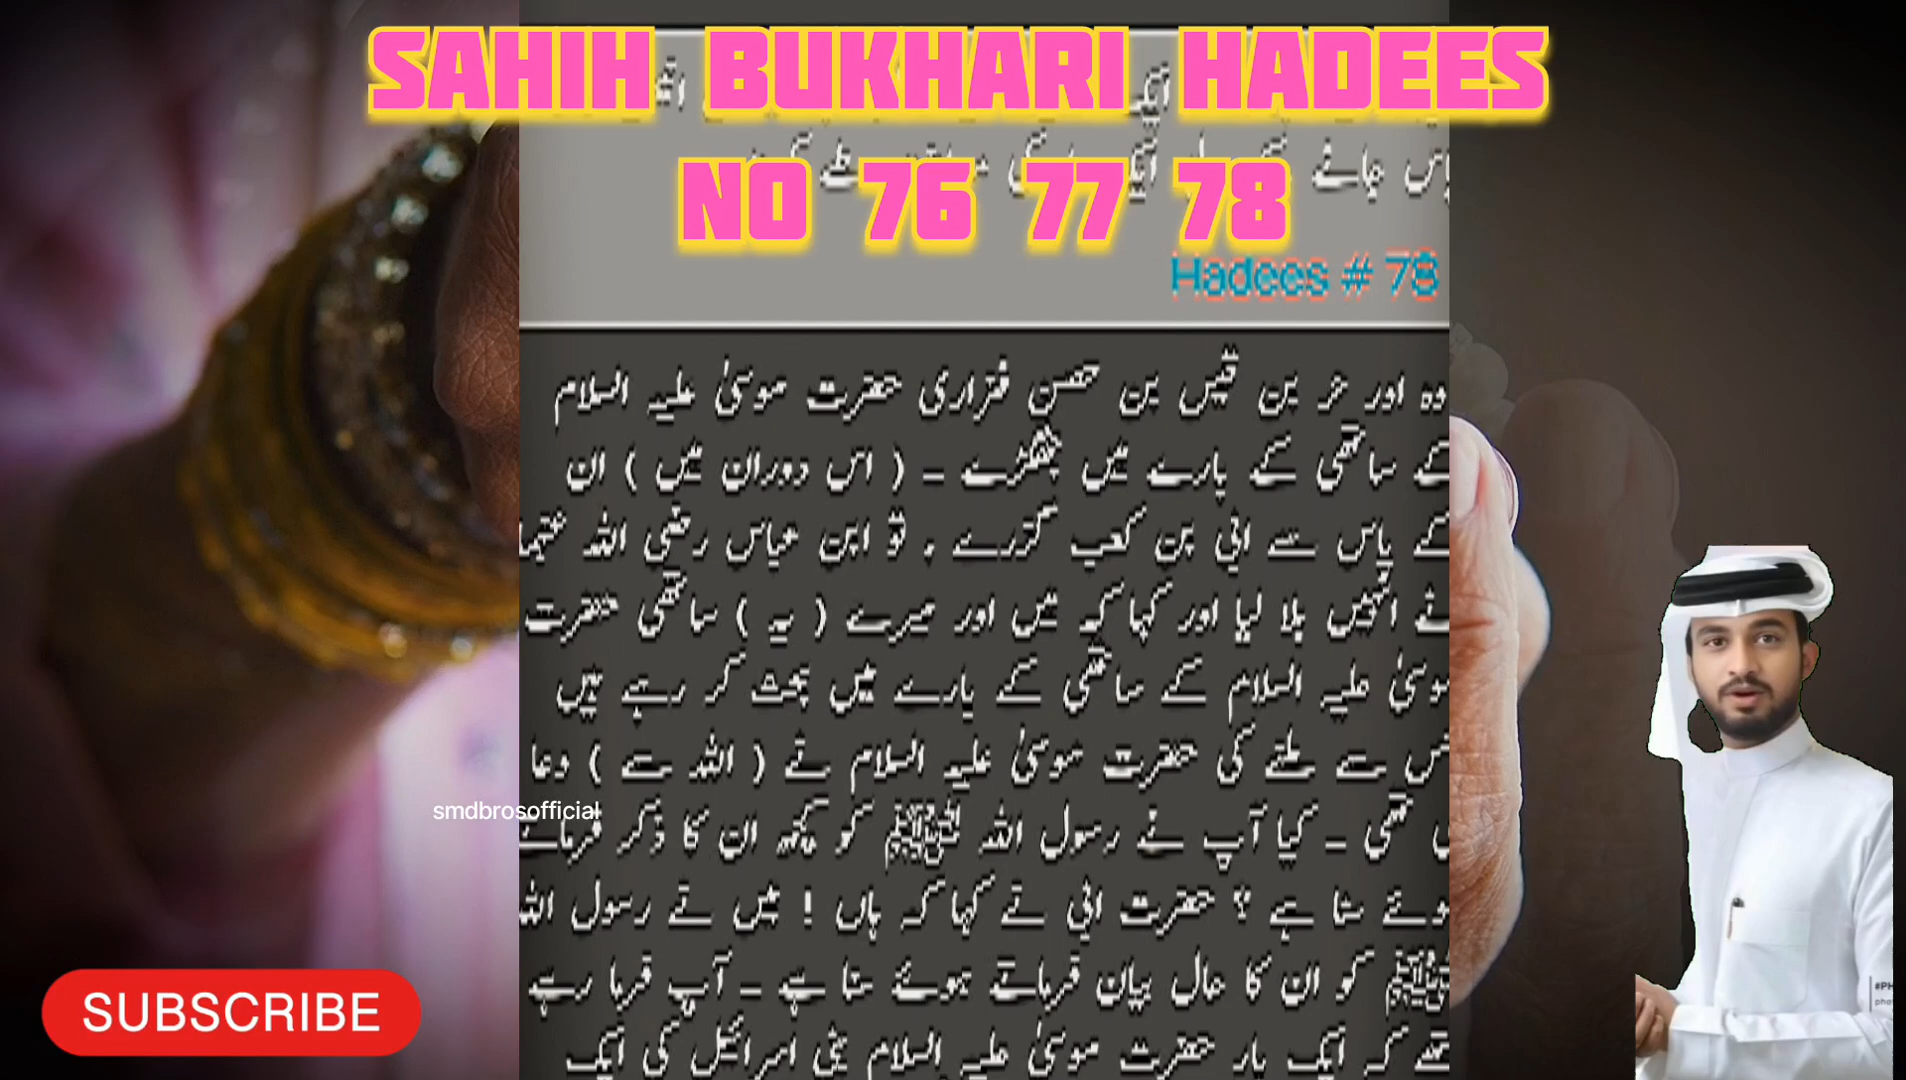 SAHIH BUKHARI HADEES
NO 76 77 78
Hadees # 78
وہ اور حر بن قیس بن حصن فزاری حضرت موسیٰ علیہ السلام
کے ساتھی کے بارے میں جھگڑے ۔ ( اس دوران میں ) ان
کے پاس سے ابی بن کعب گزرے ، تو ابن عباس رضی اللہ عنہما
نے انھیں بلا لیا اور کہا کہ میں اور میرے ( یہ ) ساتھی حضرت
موسیٰ علیہ السلام کے ساتھی کے بارے میں بحث کر رہے ہیں
جس سے ملنے کی حضرت موسیٰ علیہ السلام نے ( اللہ سے ) دعا
کی تھی ۔ کیا آپ نے رسول اللہ ﷺ کو کچھ ان کا ذکر فرماتے
ہوئے سنا ہے ؟ حضرت ابی نے کہا کہ ہاں ! میں نے رسول اللہ
ﷺ کو ان کا حال بیان فرماتے ہوئے سنا ہے ۔ آپ فرما رہے
تھے کہ ایک بار حضرت موسیٰ علیہ السلام بنی اسرائیل کی ایک
smdbrosofficial
SUBSCRIBE